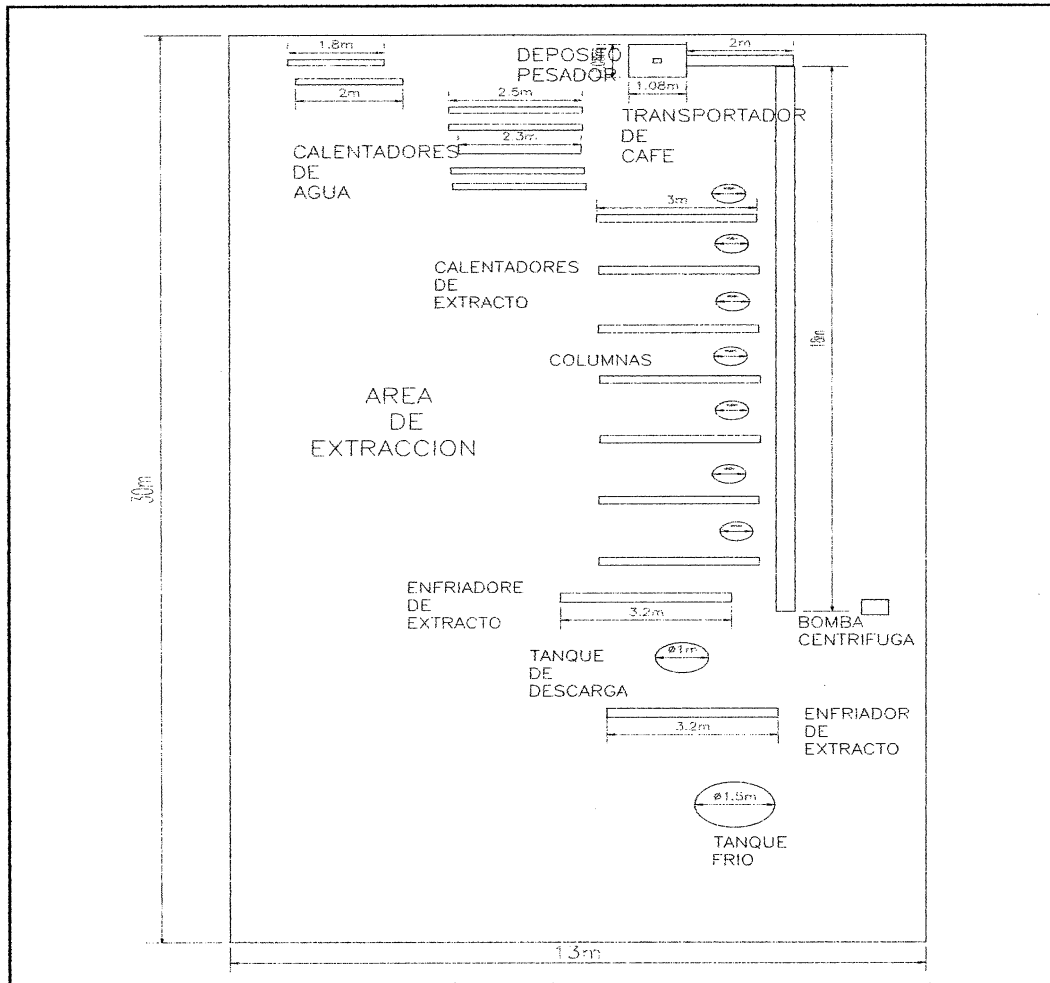 1.8m
2m
DEPOSITO
PESADOR
2m
1.08m
2.5m
2.3m
TRANSPORTADOR
DE
CAFE
CALENTADORES
DE
AGUA
3m
CALENTADORES
DE
EXTRACTO
18m
COLUMNAS
AREA
DE
EXTRACCION
30m
ENFRIADORE
DE
EXTRACTO
3.2m
BOMBA
CENTRIFUGA
ø1m
TANQUE
DE
DESCARGA
3.2m
ENFRIADOR
DE
EXTRACTO
ø1.5m
TANQUE
FRIO
13m